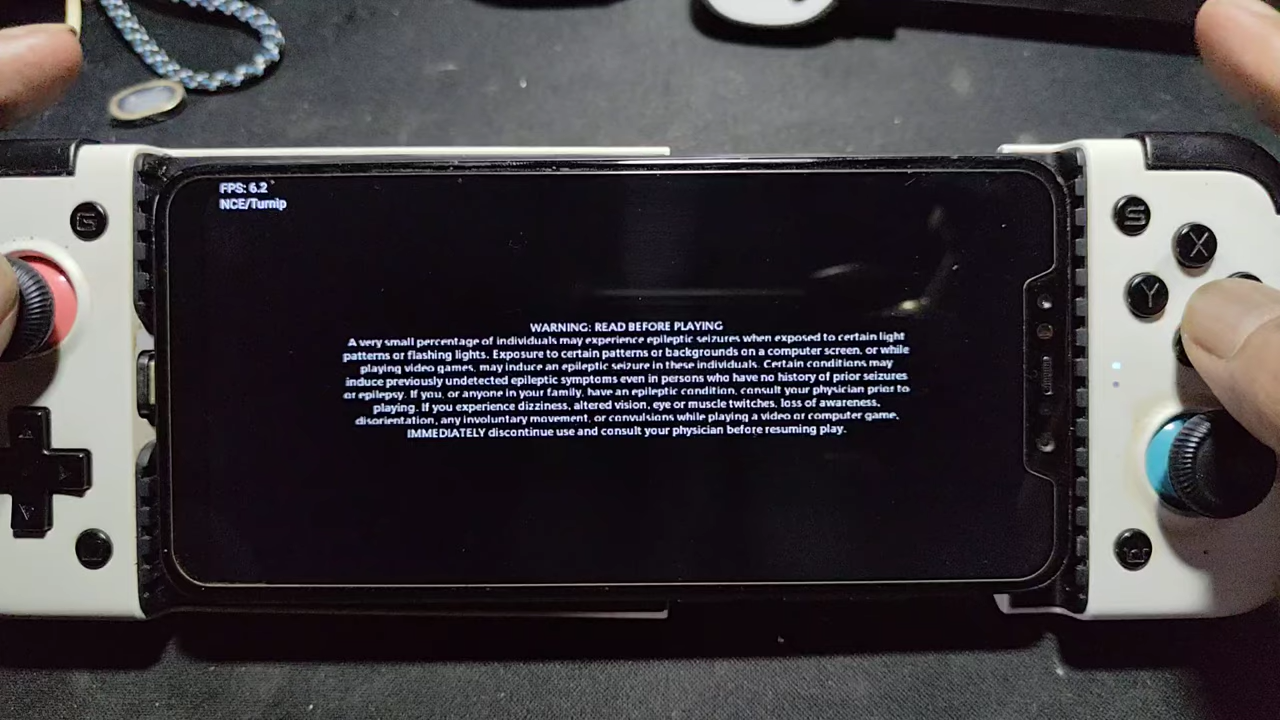 FPS: 6.2
NCE/Turnip
WARNING: READ BEFORE PLAYING
A very small percentage of individuals may experience epileptic seizures when exposed to certain light
patterns or flashing lights. Exposure to certain patterns or backgrounds on a computer screen, or while
playing video games, may induce an epileptic seizure in these individuals. Certain conditions may
induce previously undetected epileptic symptoms even in persons who have no history of prior seizures
or epilepsy. If you, or anyone in your family, have an epileptic condition, consult your physician prior to
playing. If you experience dizziness, altered vision, eye or muscle twitches, loss of awareness,
disorientation, any involuntary movement, or convulsions while playing a video or computer game,
IMMEDIATELY discontinue use and consult your physician before resuming play.
G
S
X
Y